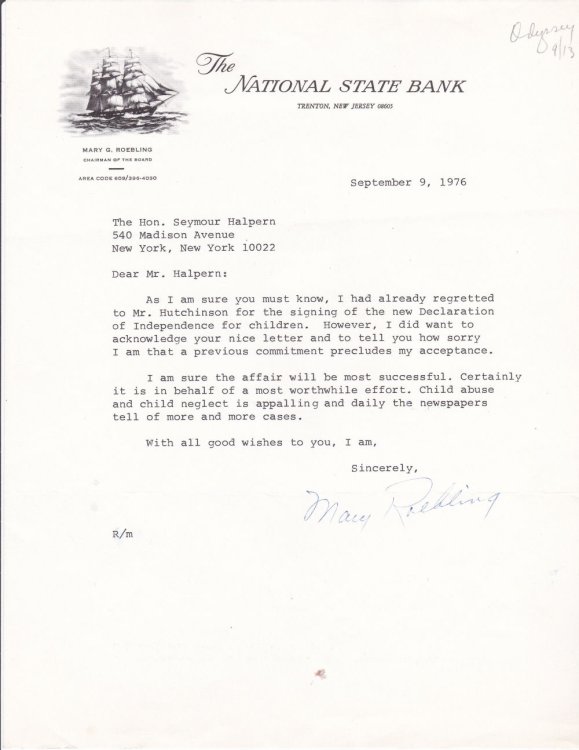 Odyssey
9/13
The
NATIONAL STATE BANK
TRENTON, NEW JERSEY 08605
MARY G. ROEBLING
CHAIRMAN OF THE BOARD
AREA CODE 609/396-4050
September 9, 1976
The Hon. Seymour Halpern
540 Madison Avenue
New York, New York 10022
Dear Mr. Halpern:
As I am sure you must know, I had already regretted
to Mr. Hutchinson for the signing of the new Declaration
of Independence for children. However, I did want to
acknowledge your nice letter and to tell you how sorry
I am that a previous commitment precludes my acceptance.
I am sure the affair will be most successful. Certainly
it is in behalf of a most worthwhile effort. Child abuse
and child neglect is appalling and daily the newspapers
tell of more and more cases.
With all good wishes to you, I am,
Sincerely,
Mary Roebling
R/m